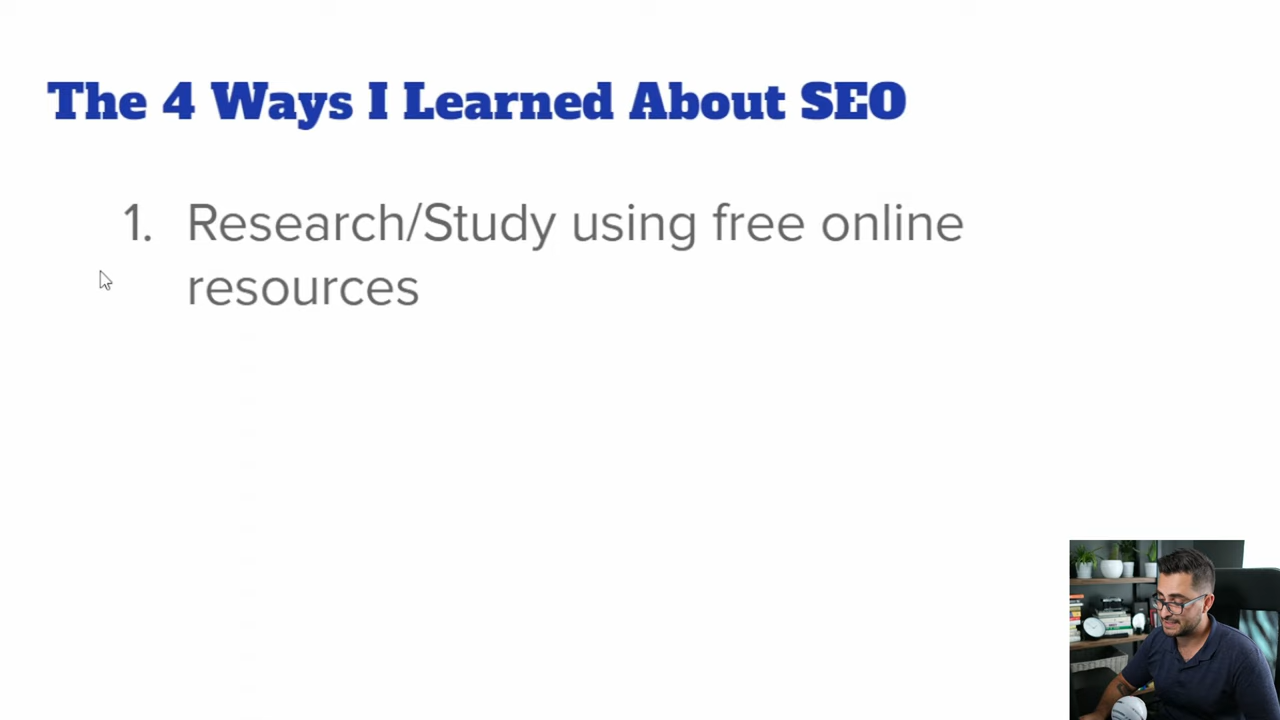 The 4 Ways I Learned About SEO
1. Research/Study using free online
resources